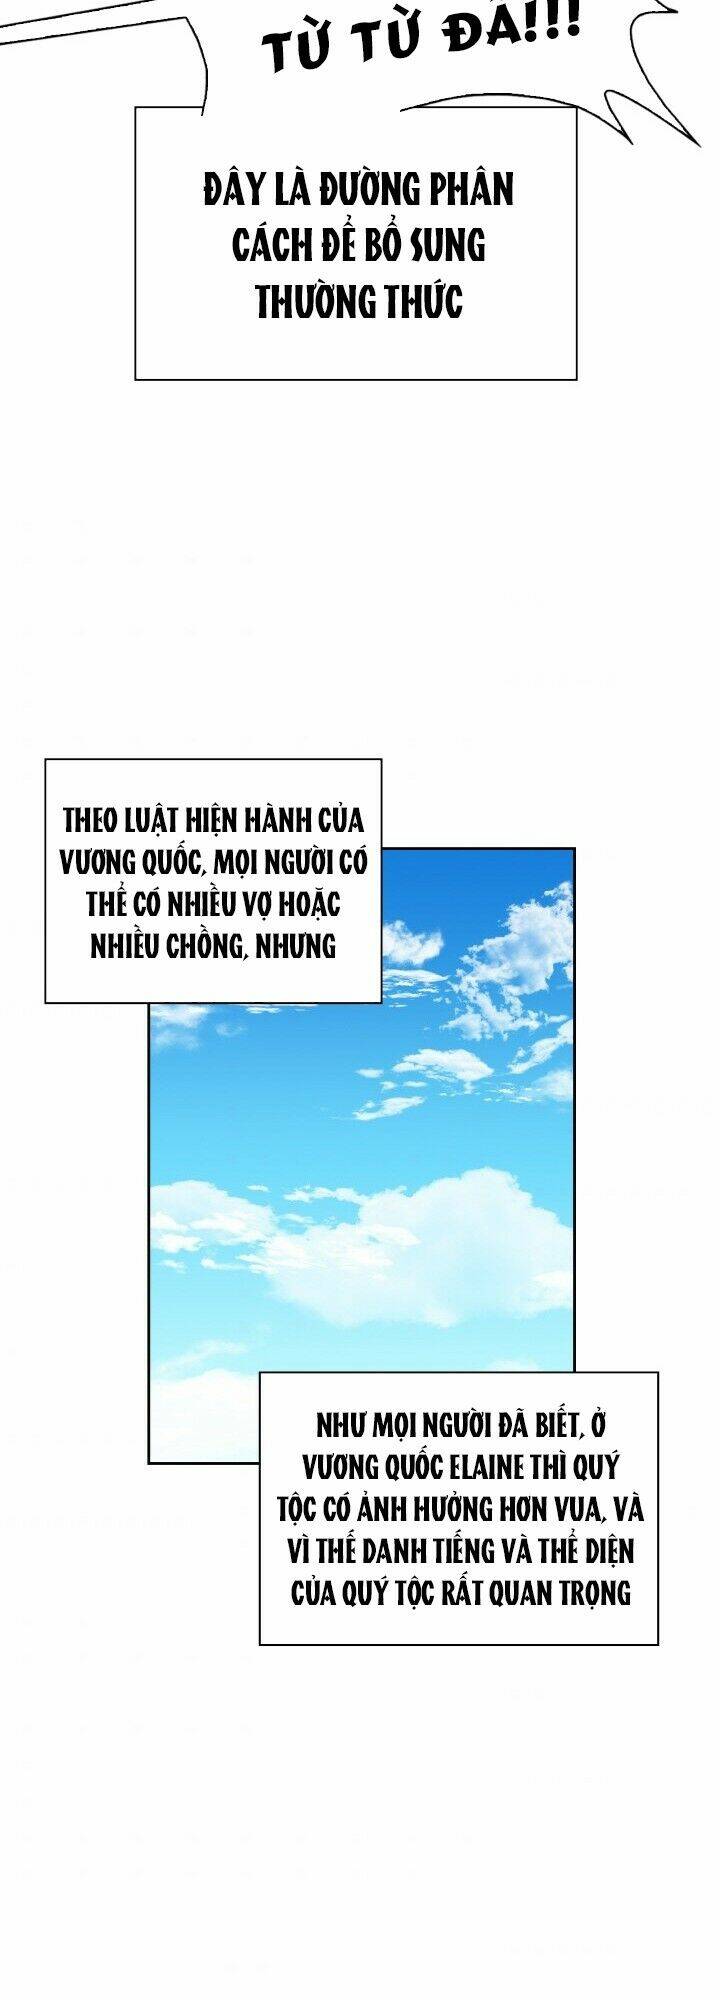 TỪ TỪ ĐÃ!!!
ĐÂY LÀ ĐƯỜNG PHÂN
CÁCH ĐỂ BỔ SUNG
THƯỜNG THỨC
THEO LUẬT HIỆN HÀNH CỦA
VƯƠNG QUỐC, MỌI NGƯỜI CÓ
THỂ CÓ NHIỀU VỢ HOẶC
NHIỀU CHỒNG, NHƯNG
NHƯ MỌI NGƯỜI ĐÃ BIẾT, Ở
VƯƠNG QUỐC ELAINE THÌ QUÝ
TỘC CÓ ẢNH HƯỞNG HƠN VUA, VÀ
VÌ THẾ DANH TIẾNG VÀ THỂ DIỆN
CỦA QUÝ TỘC RẤT QUAN TRỌNG